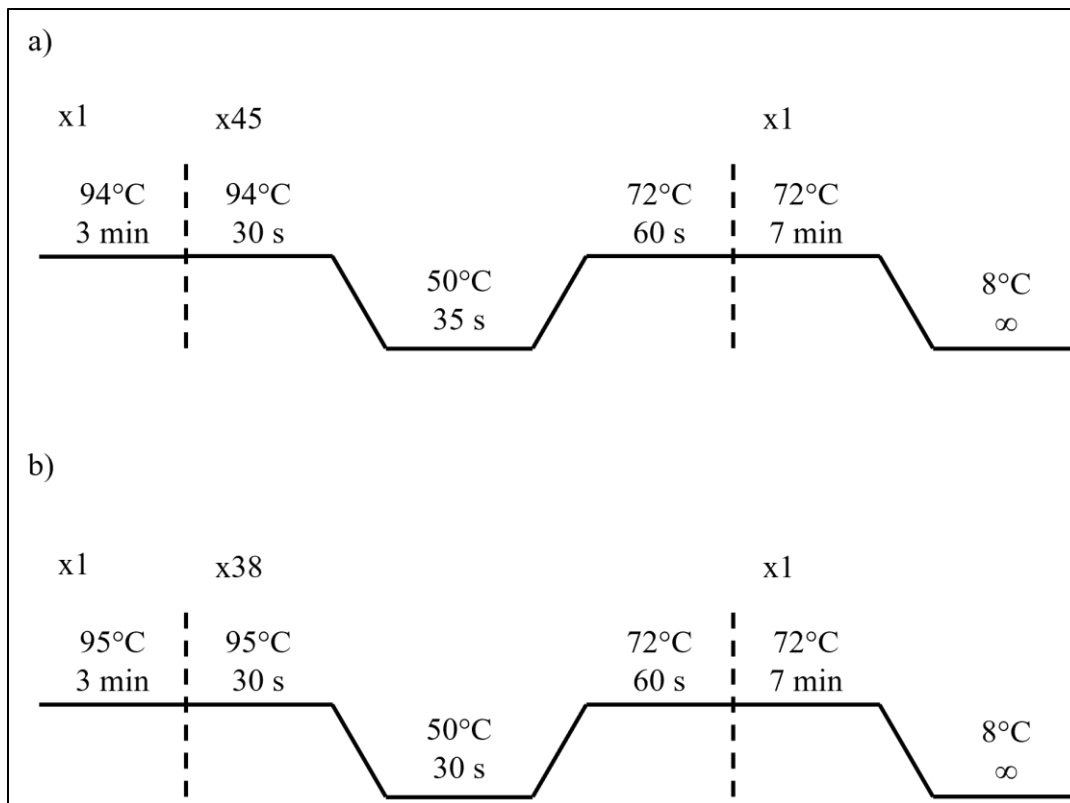 a)
x1 x45 x1
94°C 94°C 72°C 72°C
3 min 30 s 60 s 7 min
50°C 8°C
35 s ∞
b)
x1 x38 x1
95°C 95°C 72°C 72°C
3 min 30 s 60 s 7 min
50°C 8°C
30 s ∞